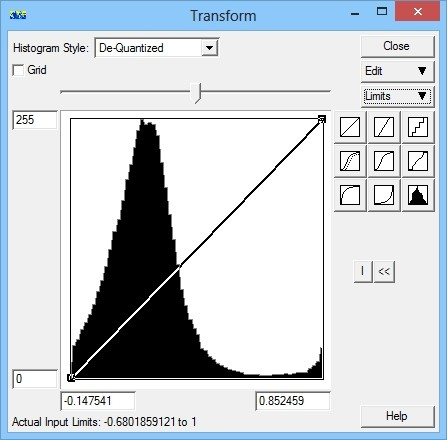 Transform
Histogram Style: De-Quantized
Close
Grid
Edit
Limits
255
I <<
0
-0.147541 0.852459
Actual Input Limits: -0.6801859121 to 1
Help